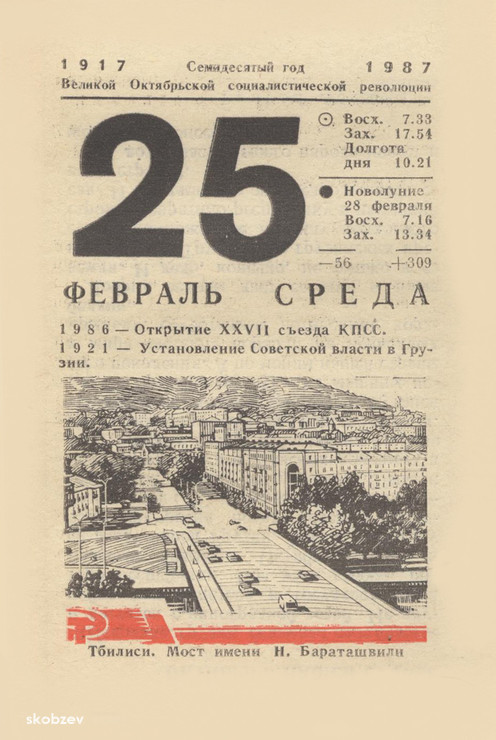 1917 Семидесятый год 1987
Великой Октябрьской социалистической революции
25
Восх. 7.33
Зах. 17.54
Долгота
дня 10.21
Новолуние
28 февраля
Восх. 7.16
Зах. 13.34
—56 +309
ФЕВРАЛЬ СРЕДА
1986 — Открытие XXVII съезда КПСС.
1921 — Установление Советской власти в Гру-
зии.
Тбилиси. Мост имени Н. Бараташвили
skobzev